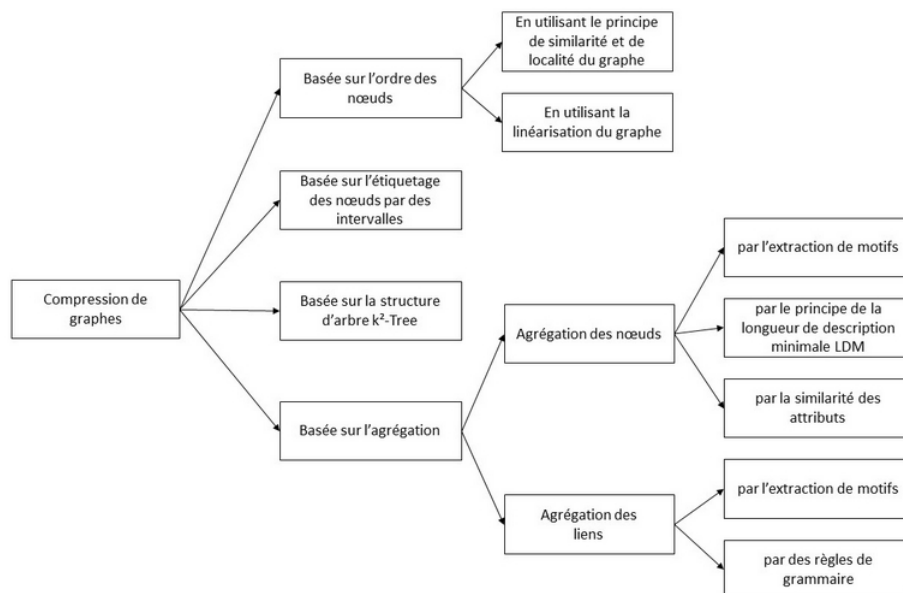 En utilisant le principe
de similarité et de
localité du graphe
Basée sur l'ordre des
nœuds
En utilisant la
linéarisation du graphe
Basée sur l'étiquetage
des nœuds par des
intervalles
par l'extraction de motifs
Compression de
graphes
Basée sur la structure
d'arbre k²-Tree
Agrégation des nœuds
par le principe de la
longueur de description
minimale LDM
par la similarité des
attributs
Basée sur l'agrégation
par l'extraction de motifs
Agrégation des
liens
par des règles de
grammaire